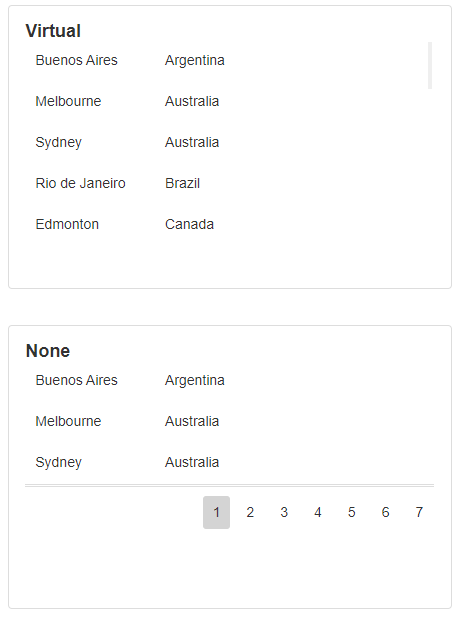 Virtual
Buenos Aires Argentina
Melbourne Australia
Sydney Australia
Rio de Janeiro Brazil
Edmonton Canada
None
Buenos Aires Argentina
Melbourne Australia
Sydney Australia
1 2 3 4 5 6 7